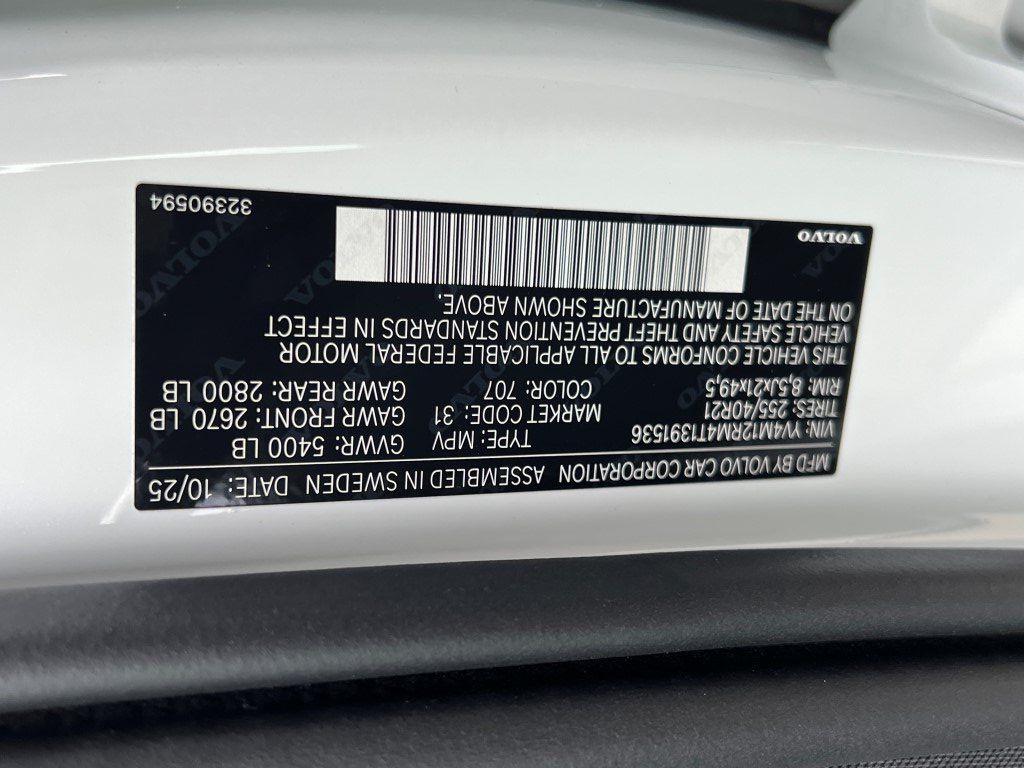 MFD BY VOLVO CAR CORPORATION ASSEMBLED IN SWEDEN DATE: 10/25
VIN: YV4M12RM4T1391536 TYPE: MPV GVWR: 5400 LB
TIRES: 255/40R21 MARKET CODE: 31 GAWR FRONT: 2670 LB
RIM: 8,5Jx21x49,5 COLOR: 707 GAWR REAR: 2800 LB
THIS VEHICLE CONFORMS TO ALL APPLICABLE FEDERAL MOTOR
VEHICLE SAFETY AND THEFT PREVENTION STANDARDS IN EFFECT
ON THE DATE OF MANUFACTURE SHOWN ABOVE.
VOLVO 32390594